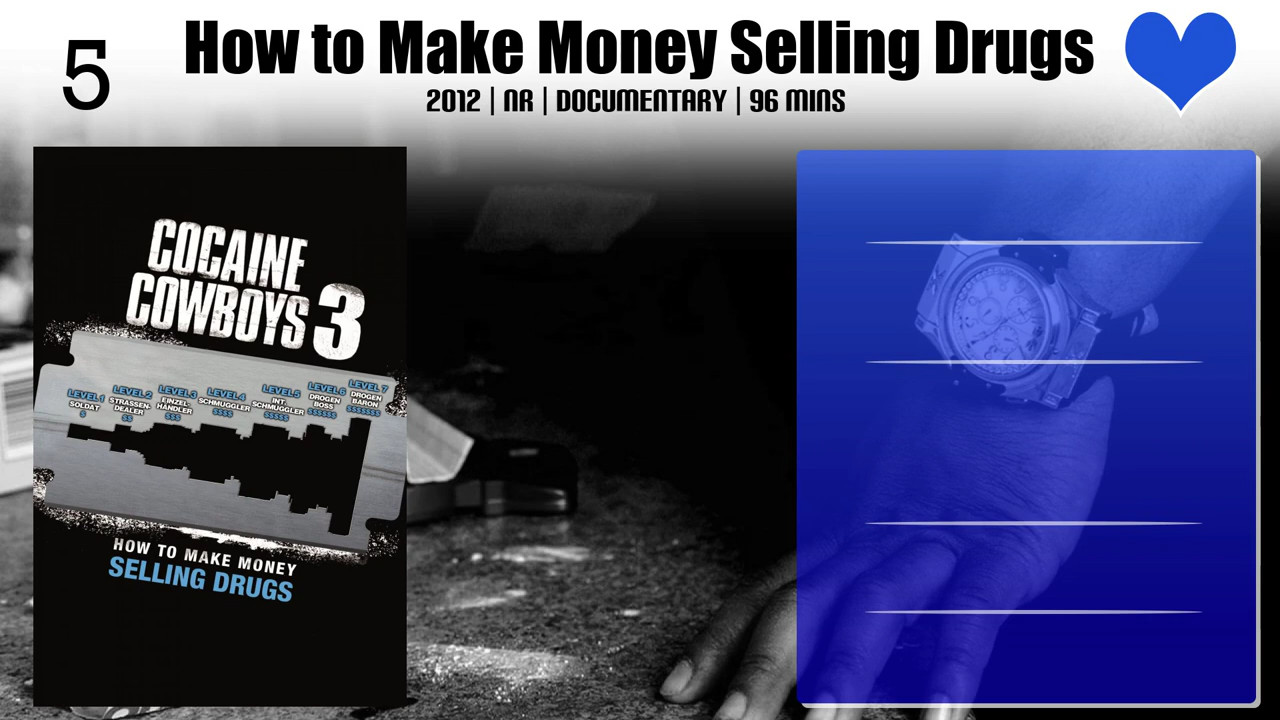 5
How to Make Money Selling Drugs
2012 | NR | DOCUMENTARY | 96 MINS
COCAINE
COWBOYS 3
LEVEL 1
SOLDAT
$
LEVEL 2
STRASSEN-
DEALER
$$
LEVEL 3
EINZEL-
HÄNDLER
$$$
LEVEL 4
SCHMUGGLER
$$$$
LEVEL 5
INT.
SCHMUGGLER
$$$$$
LEVEL 6
DROGEN
BOSS
$$$$$$
LEVEL 7
DROGEN
BARON
$$$$$$$
HOW TO MAKE MONEY
SELLING DRUGS